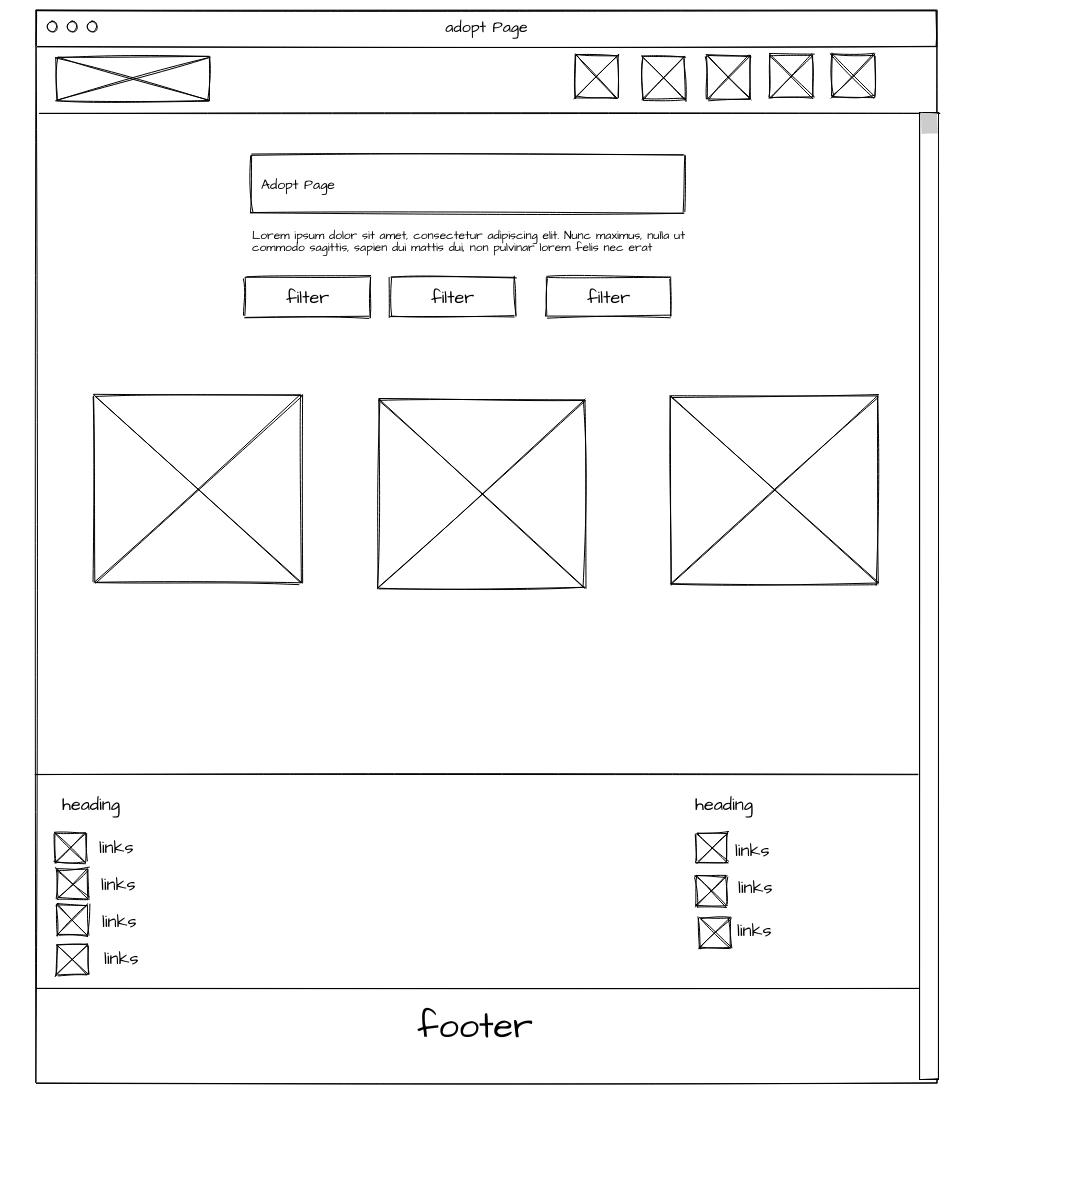 adopt Page
Adopt Page
Lorem ipsum dolor sit amet, consectetur adipiscing elit. Nunc maximus, nulla ut
commodo sagittis, sapien dui mattis dui, non pulvinar lorem felis nec erat
filter filter filter
heading heading
links links
links links
links links
links
footer